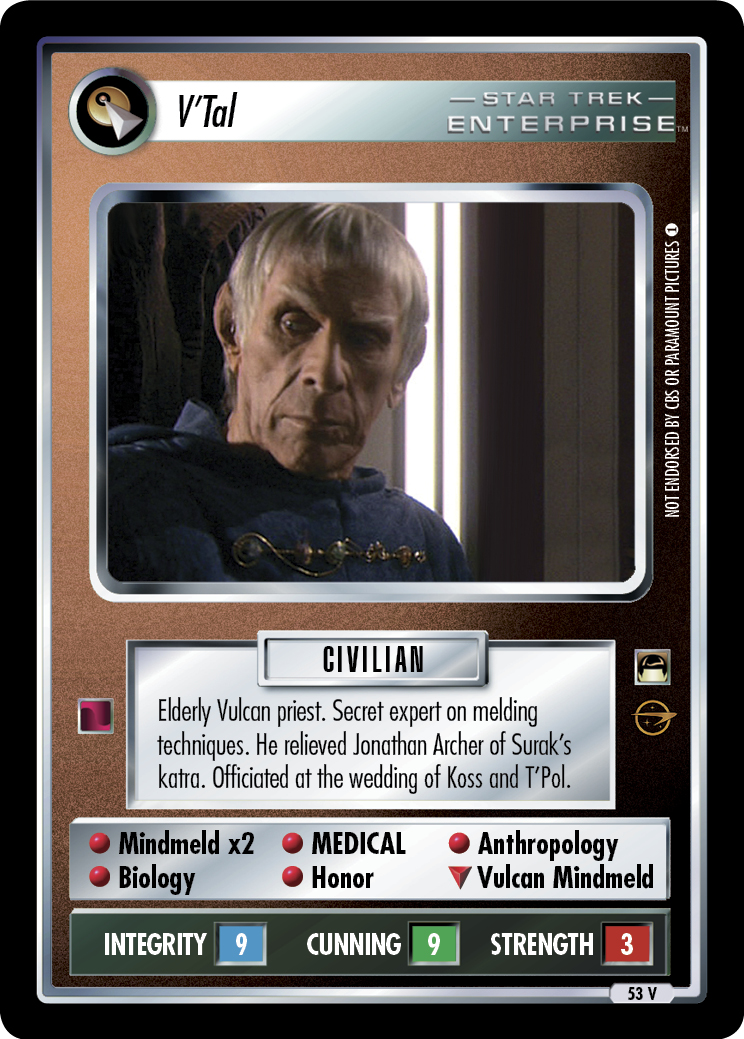 V'Tal
STAR TREK
ENTERPRISE™
NOT ENDORSED BY CBS OR PARAMOUNT PICTURES 1
CIVILIAN
Elderly Vulcan priest. Secret expert on melding
techniques. He relieved Jonathan Archer of Surak's
katra. Officiated at the wedding of Koss and T'Pol.
Mindmeld x2 MEDICAL Anthropology
Biology Honor Vulcan Mindmeld
INTEGRITY 9 CUNNING 9 STRENGTH 3
53 V